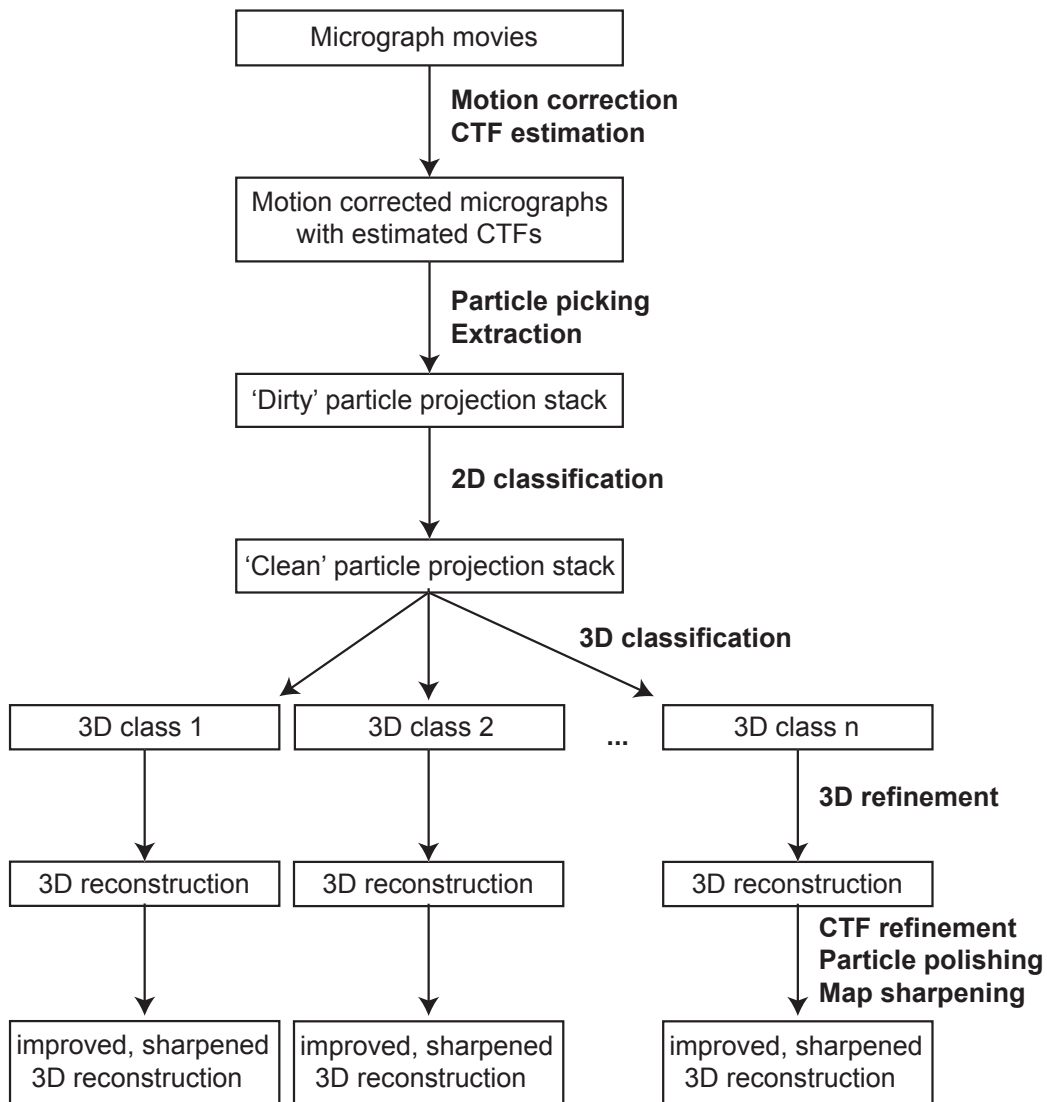 Micrograph movies
Motion correction
CTF estimation
Motion corrected micrographs
with estimated CTFs
Particle picking
Extraction
‘Dirty’ particle projection stack
2D classification
‘Clean’ particle projection stack
3D classification
3D class 1
3D class 2
...
3D class n
3D refinement
3D reconstruction
3D reconstruction
3D reconstruction
CTF refinement
Particle polishing
Map sharpening
improved, sharpened
3D reconstruction
improved, sharpened
3D reconstruction
improved, sharpened
3D reconstruction